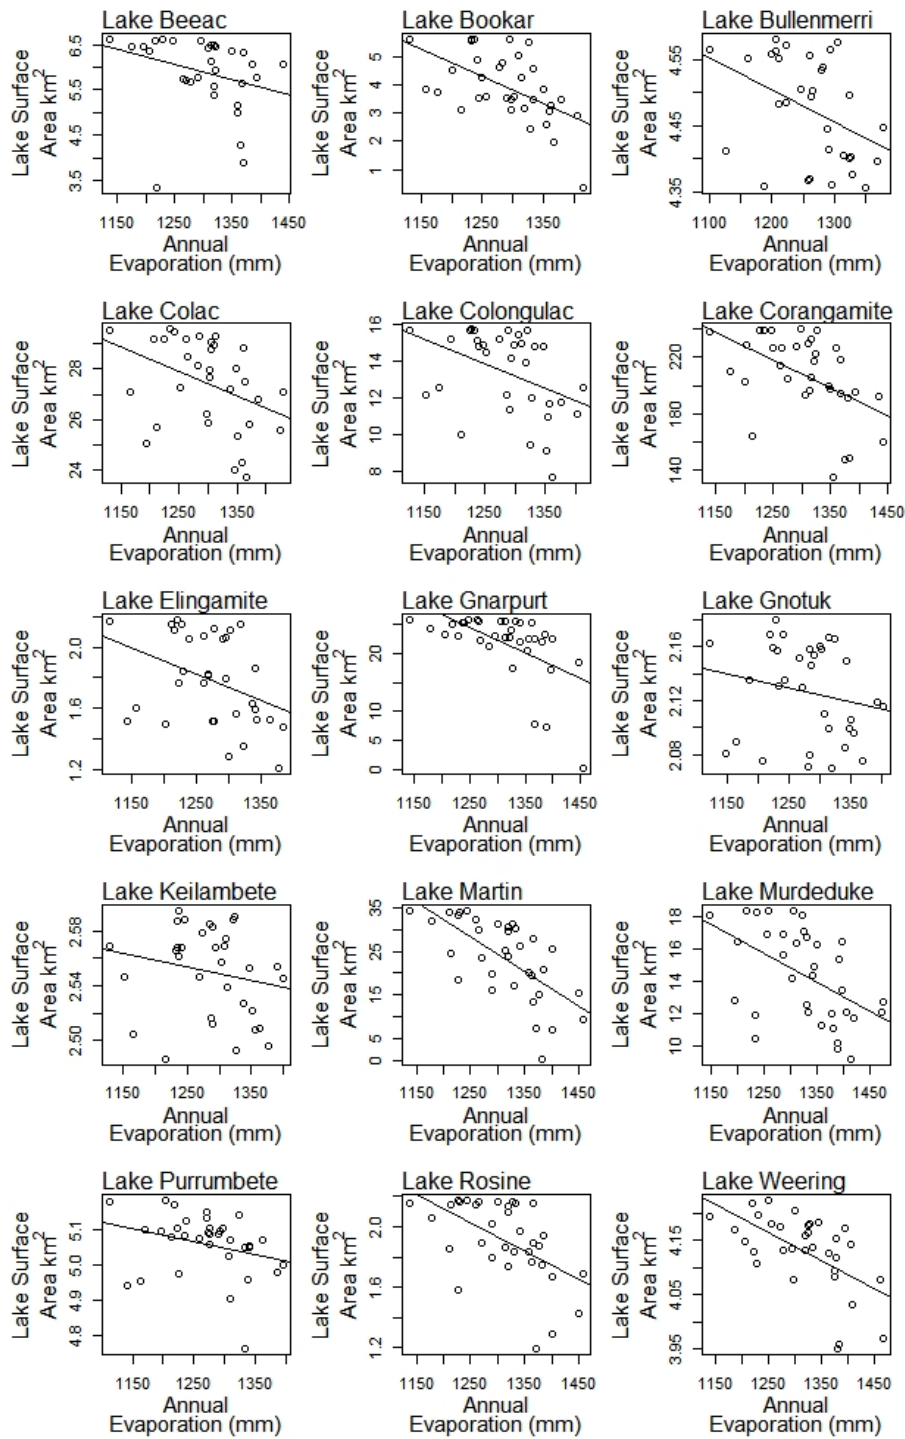 Lake Beeac
Lake Surface
Area km2
3.5 4.5 5.5 6.5
1150 1250 1350 1450
Annual
Evaporation (mm)
Lake Bookar
Lake Surface
Area km2
1 2 3 4 5
1150 1250 1350
Annual
Evaporation (mm)
Lake Bullenmerri
Lake Surface
Area km2
4.35 4.45 4.55
1100 1200 1300
Annual
Evaporation (mm)
Lake Colac
Lake Surface
Area km2
24 26 28
1150 1250 1350
Annual
Evaporation (mm)
Lake Colongulac
Lake Surface
Area km2
8 10 12 14 16
1150 1250 1350
Annual
Evaporation (mm)
Lake Corangamite
Lake Surface
Area km2
140 180 220
1150 1250 1350 1450
Annual
Evaporation (mm)
Lake Elingamite
Lake Surface
Area km2
1.2 1.6 2.0
1150 1250 1350
Annual
Evaporation (mm)
Lake Gnarpurt
Lake Surface
Area km2
0 5 10 20
1150 1250 1350 1450
Annual
Evaporation (mm)
Lake Gnotuk
Lake Surface
Area km2
2.08 2.12 2.16
1150 1250 1350
Annual
Evaporation (mm)
Lake Keilambete
Lake Surface
Area km2
2.50 2.54 2.58
1150 1250 1350
Annual
Evaporation (mm)
Lake Martin
Lake Surface
Area km2
0 5 15 25 35
1150 1250 1350 1450
Annual
Evaporation (mm)
Lake Murdeduke
Lake Surface
Area km2
10 12 14 16 18
1150 1250 1350 1450
Annual
Evaporation (mm)
Lake Purrumbete
Lake Surface
Area km2
4.8 4.9 5.0 5.1
1150 1250 1350
Annual
Evaporation (mm)
Lake Rosine
Lake Surface
Area km2
1.2 1.6 2.0
1150 1250 1350 1450
Annual
Evaporation (mm)
Lake Weering
Lake Surface
Area km2
3.95 4.05 4.15
1150 1250 1350 1450
Annual
Evaporation (mm)